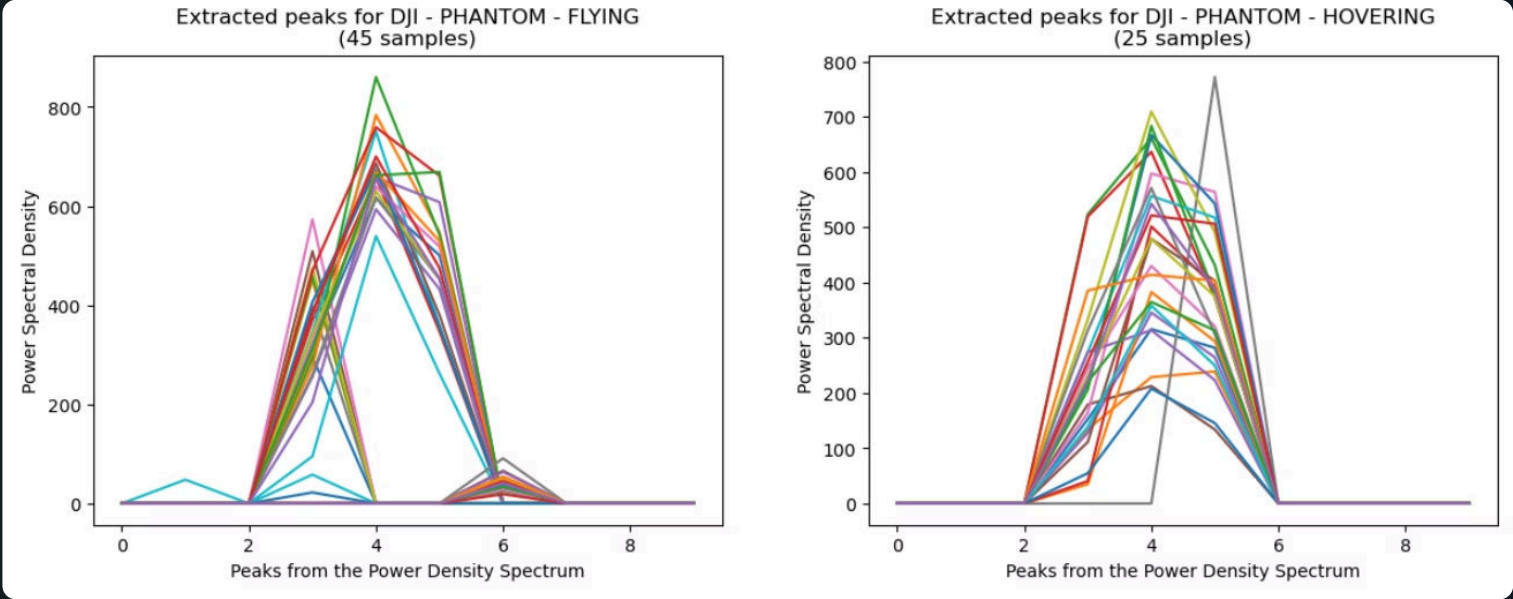 Extracted peaks for DJI - PHANTOM - FLYING
(45 samples)
800
600
400
200
0
0 2 4 6 8
Power Spectral Density
Peaks from the Power Density Spectrum
Extracted peaks for DJI - PHANTOM - HOVERING
(25 samples)
800
700
600
500
400
300
200
100
0
0 2 4 6 8
Power Spectral Density
Peaks from the Power Density Spectrum